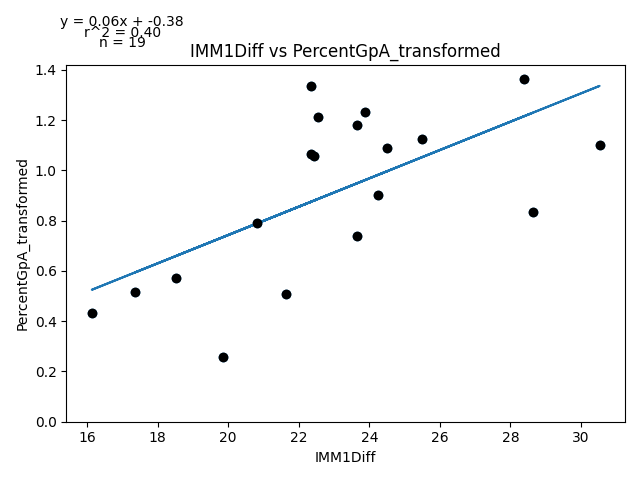 y = 0.06x + -0.38
r^2 = 0.40
n = 19
IMM1Diff vs PercentGpA_transformed
1.4
1.2
1.0
0.8
0.6
0.4
0.2
0.0
PercentGpA_transformed
16 18 20 22 24 26 28 30
IMM1Diff